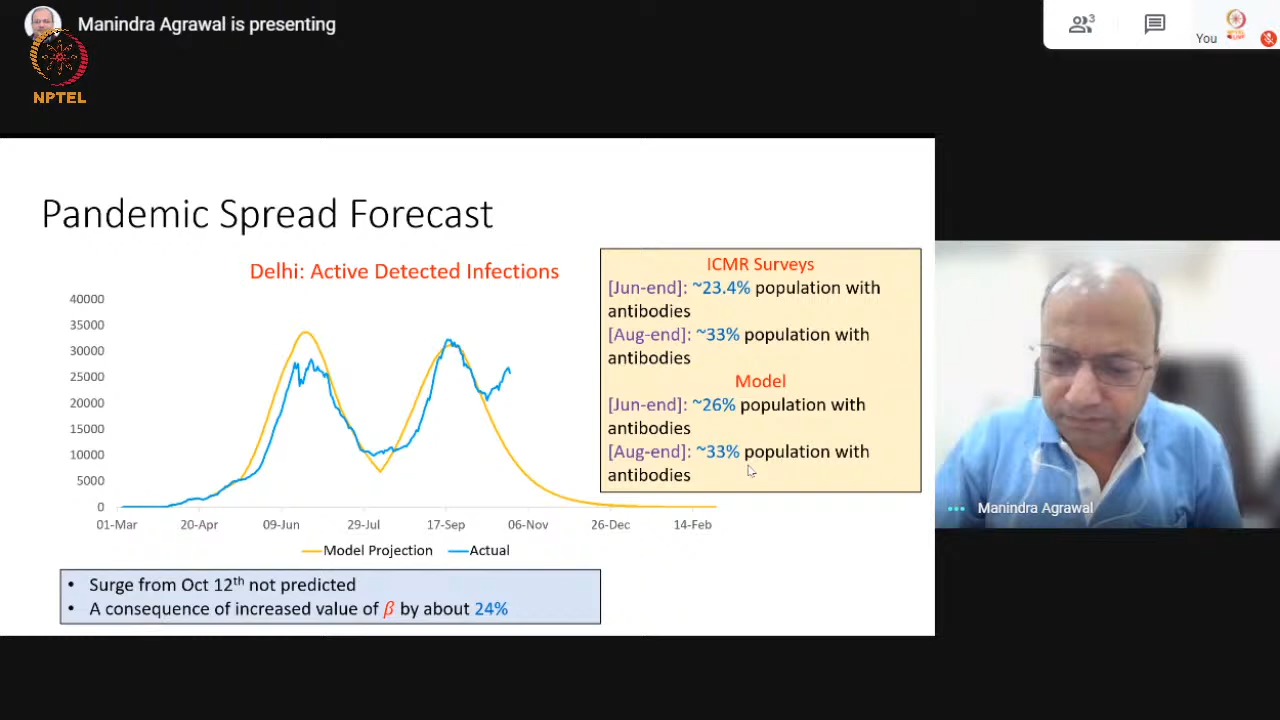 Manindra Agrawal is presenting
3
You
NPTEL
Pandemic Spread Forecast
Delhi: Active Detected Infections
40000
35000
30000
25000
20000
15000
10000
5000
0
01-Mar 20-Apr 09-Jun 29-Jul 17-Sep 06-Nov 26-Dec 14-Feb
Model Projection Actual
ICMR Surveys
[Jun-end]: ~23.4% population with
antibodies
[Aug-end]: ~33% population with
antibodies
Model
[Jun-end]: ~26% population with
antibodies
[Aug-end]: ~33% population with
antibodies
• Surge from Oct 12th not predicted
• A consequence of increased value of β by about 24%
Manindra Agrawal